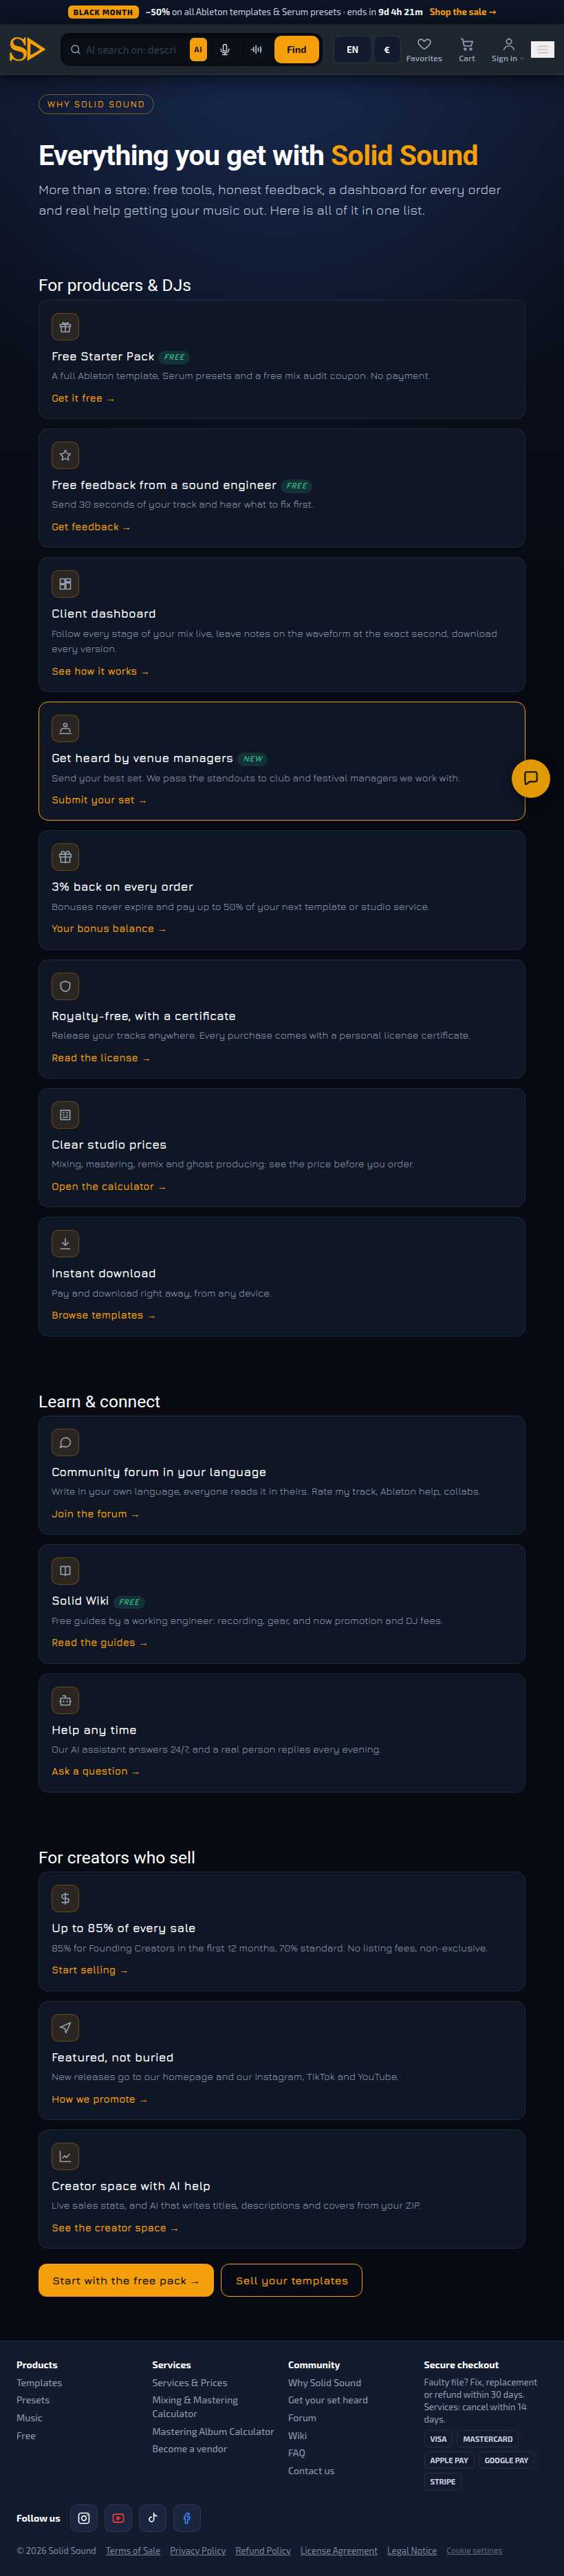 BLACK MONTH −50% on all Ableton templates & Serum presets · ends in 9d 4h 21m Shop the sale →
AI search on: descri AI Find EN € Favorites Cart Sign in
WHY SOLID SOUND
Everything you get with Solid Sound
More than a store: free tools, honest feedback, a dashboard for every order
and real help getting your music out. Here is all of it in one list.
For producers & DJs
Free Starter Pack FREE
A full Ableton template, Serum presets and a free mix audit coupon. No payment.
Get it free →
Free feedback from a sound engineer FREE
Send 30 seconds of your track and hear what to fix first.
Get feedback →
Client dashboard
Follow every stage of your mix live, leave notes on the waveform at the exact second, download
every version.
See how it works →
Get heard by venue managers NEW
Send your best set. We pass the standouts to club and festival managers we work with.
Submit your set →
3% back on every order
Bonuses never expire and pay up to 50% of your next template or studio service.
Your bonus balance →
Royalty-free, with a certificate
Release your tracks anywhere. Every purchase comes with a personal license certificate.
Read the license →
Clear studio prices
Mixing, mastering, remix and ghost producing: see the price before you order.
Open the calculator →
Instant download
Pay and download right away, from any device.
Browse templates →
Learn & connect
Community forum in your language
Write in your own language, everyone reads it in theirs. Rate my track, Ableton help, collabs.
Join the forum →
Solid Wiki FREE
Free guides by a working engineer: recording, gear, and now promotion and DJ fees.
Read the guides →
Help any time
Our AI assistant answers 24/7, and a real person replies every evening.
Ask a question →
For creators who sell
Up to 85% of every sale
85% for Founding Creators in the first 12 months, 70% standard. No listing fees, non-exclusive.
Start selling →
Featured, not buried
New releases go to our homepage and our Instagram, TikTok and YouTube.
How we promote →
Creator space with AI help
Live sales stats, and AI that writes titles, descriptions and covers from your ZIP.
See the creator space →
Start with the free pack → Sell your templates
Products
Templates
Presets
Music
Free
Services
Services & Prices
Mixing & Mastering
Calculator
Mastering Album Calculator
Become a vendor
Community
Why Solid Sound
Get your set heard
Forum
Wiki
FAQ
Contact us
Secure checkout
Faulty file? Fix, replacement
or refund within 30 days.
Services: cancel within 14
days.
VISA MASTERCARD
APPLE PAY GOOGLE PAY
STRIPE
Follow us
© 2026 Solid Sound Terms of Sale Privacy Policy Refund Policy License Agreement Legal Notice Cookie settings